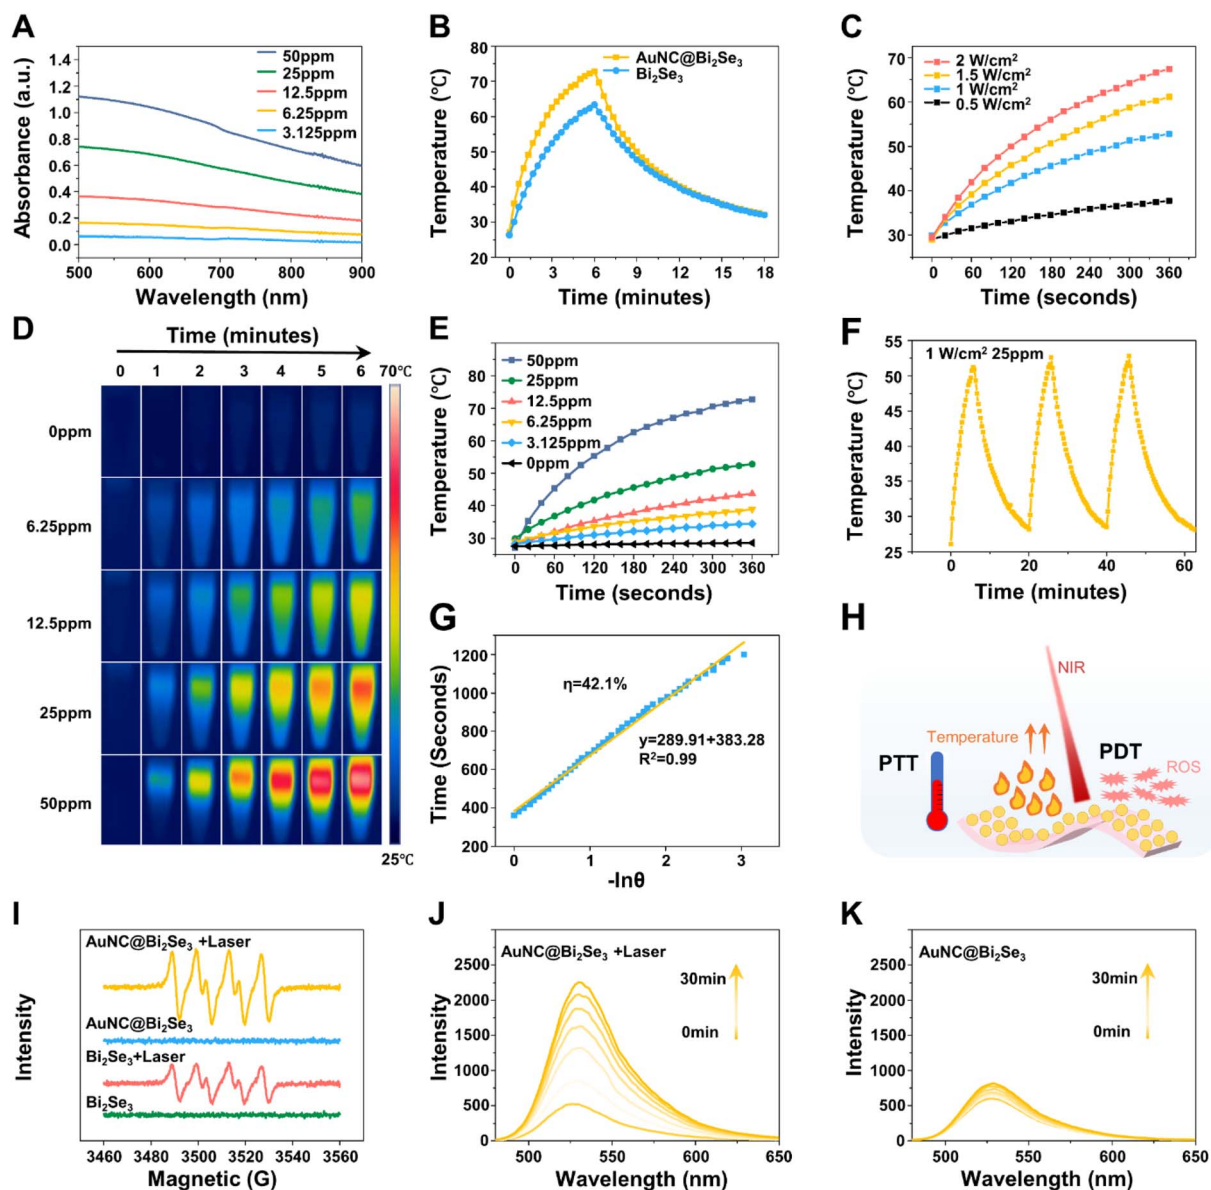 A
Absorbance (a.u.)
1.4
1.2
1.0
0.8
0.6
0.4
0.2
0.0
50ppm
25ppm
12.5ppm
6.25ppm
3.125ppm
500 600 700 800 900
Wavelength (nm)
B
Temperature (℃)
80
70
60
50
40
30
20
AuNC@Bi₂Se₃
Bi₂Se₃
0 3 6 9 12 15 18
Time (minutes)
C
Temperature (℃)
70
60
50
40
30
2 W/cm²
1.5 W/cm²
1 W/cm²
0.5 W/cm²
0 60 120 180 240 300 360
Time (seconds)
D
Time (minutes)
0 1 2 3 4 5 6 70℃
0ppm
6.25ppm
12.5ppm
25ppm
50ppm
25℃
E
Temperature (℃)
90
80
70
60
50
40
30
50ppm
25ppm
12.5ppm
6.25ppm
3.125ppm
0ppm
0 60 120 180 240 300 360
Time (seconds)
F
Temperature (℃)
55
50
45
40
35
30
25
1 W/cm² 25ppm
0 20 40 60
Time (minutes)
G
Time (Seconds)
1200
1000
800
600
400
200
η=42.1%
y=289.91+383.28
R²=0.99
0 1 2 3
-lnθ
H
NIR
Temperature
PTT
PDT
ROS
I
Intensity
AuNC@Bi₂Se₃ +Laser
AuNC@Bi₂Se₃
Bi₂Se₃+Laser
Bi₂Se₃
3460 3480 3500 3520 3540 3560
Magnetic (G)
J
Intensity
2500
2000
1500
1000
500
0
AuNC@Bi₂Se₃ +Laser
30min
0min
500 550 600 650
Wavelength (nm)
K
Intensity
2500
2000
1500
1000
500
0
AuNC@Bi₂Se₃
30min
0min
500 550 600 650
Wavelength (nm)